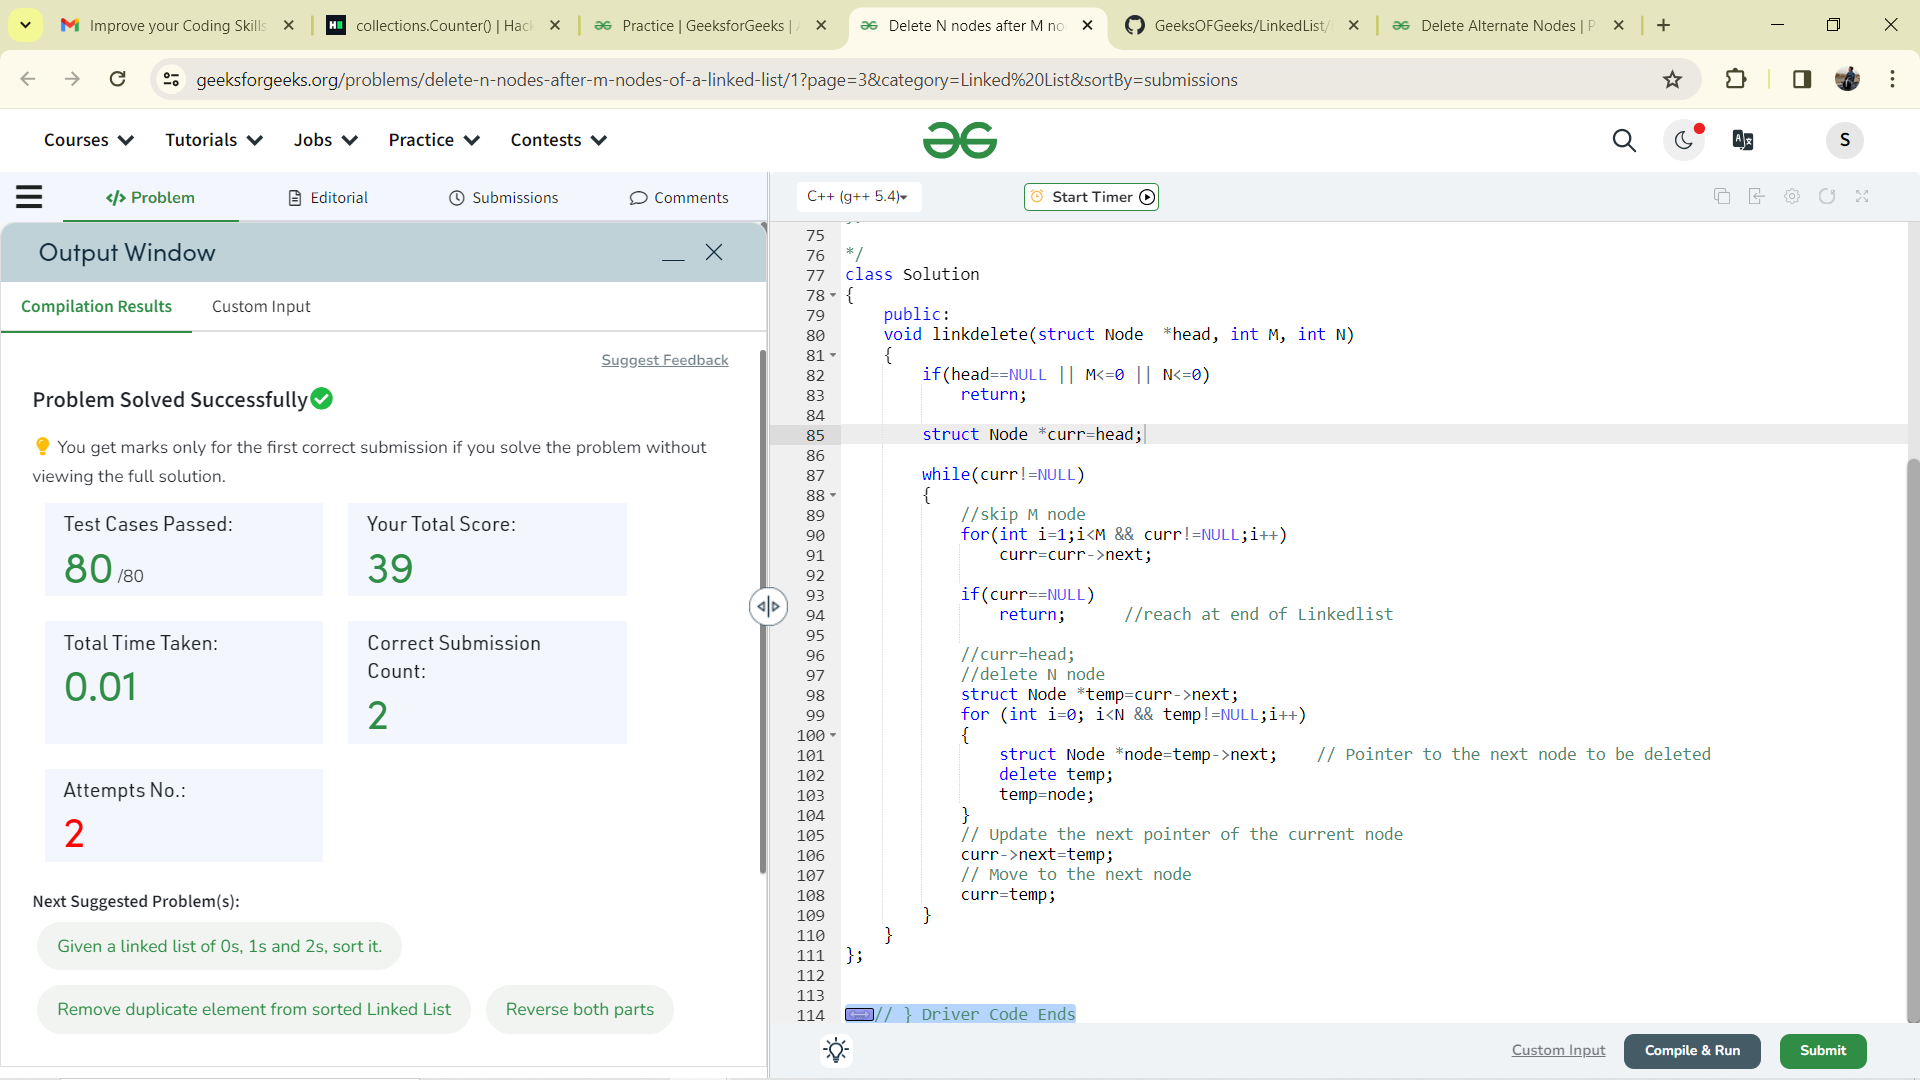 Improve your Coding Skills
collections.Counter() | Hac
Practice | GeeksforGeeks | A
Delete N nodes after M no
GeeksOFGeeks/LinkedList/
Delete Alternate Nodes | P
geeksforgeeks.org/problems/delete-n-nodes-after-m-nodes-of-a-linked-list/1?page=3&category=Linked%20List&sortBy=submissions
Courses Tutorials Jobs Practice Contests
S
</> Problem Editorial Submissions Comments
C++ (g++ 5.4)
Start Timer
Output Window
Compilation Results Custom Input
Suggest Feedback
Problem Solved Successfully
You get marks only for the first correct submission if you solve the problem without
viewing the full solution.
Test Cases Passed:
80 /80
Your Total Score:
39
Total Time Taken:
0.01
Correct Submission
Count:
2
Attempts No.:
2
Next Suggested Problem(s):
Given a linked list of 0s, 1s and 2s, sort it.
Remove duplicate element from sorted Linked List
Reverse both parts
75
76 */
77 class Solution
78 {
79 public:
80 void linkdelete(struct Node  *head, int M, int N)
81 {
82 if(head==NULL || M<=0 || N<=0)
83 return;
84
85 struct Node *curr=head;
86
87 while(curr!=NULL)
88 {
89 //skip M node
90 for(int i=1;i<M && curr!=NULL;i++)
91 curr=curr->next;
92
93 if(curr==NULL)
94 return;      //reach at end of Linkedlist
95
96 //curr=head;
97 //delete N node
98 struct Node *temp=curr->next;
99 for (int i=0; i<N && temp!=NULL;i++)
100 {
101 struct Node *node=temp->next;    // Pointer to the next node to be deleted
102 delete temp;
103 temp=node;
104 }
105 // Update the next pointer of the current node
106 curr->next=temp;
107 // Move to the next node
108 curr=temp;
109 }
110 }
111 };
112
113
114 // } Driver Code Ends
Custom Input Compile & Run Submit